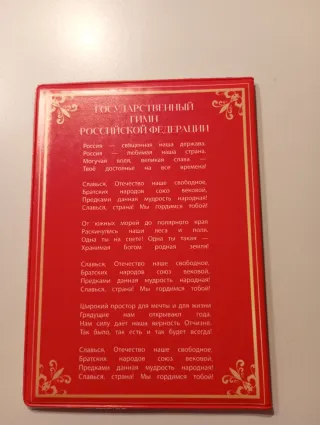 ГОСУДАРСТВЕННЫЙ
ГИМН
РОССИЙСКОЙ ФЕДЕРАЦИИ
Россия — священная наша держава,
Россия — любимая наша страна.
Могучая воля, великая слава —
Твоё достоянье на все времена!
Славься, Отечество наше свободное,
Братских народов союз вековой,
Предками данная мудрость народная!
Славься, страна! Мы гордимся тобой!
От южных морей до полярного края
Раскинулись наши леса и поля.
Одна ты на свете! Одна ты такая —
Хранимая Богом родная земля!
Славься, Отечество наше свободное,
Братских народов союз вековой,
Предками данная мудрость народная!
Славься, страна! Мы гордимся тобой!
Широкий простор для мечты и для жизни
Грядущие нам открывают года.
Нам силу даёт наша верность Отчизне.
Так было, так есть и так будет всегда!
Славься, Отечество наше свободное,
Братских народов союз вековой,
Предками данная мудрость народная!
Славься, страна! Мы гордимся тобой!